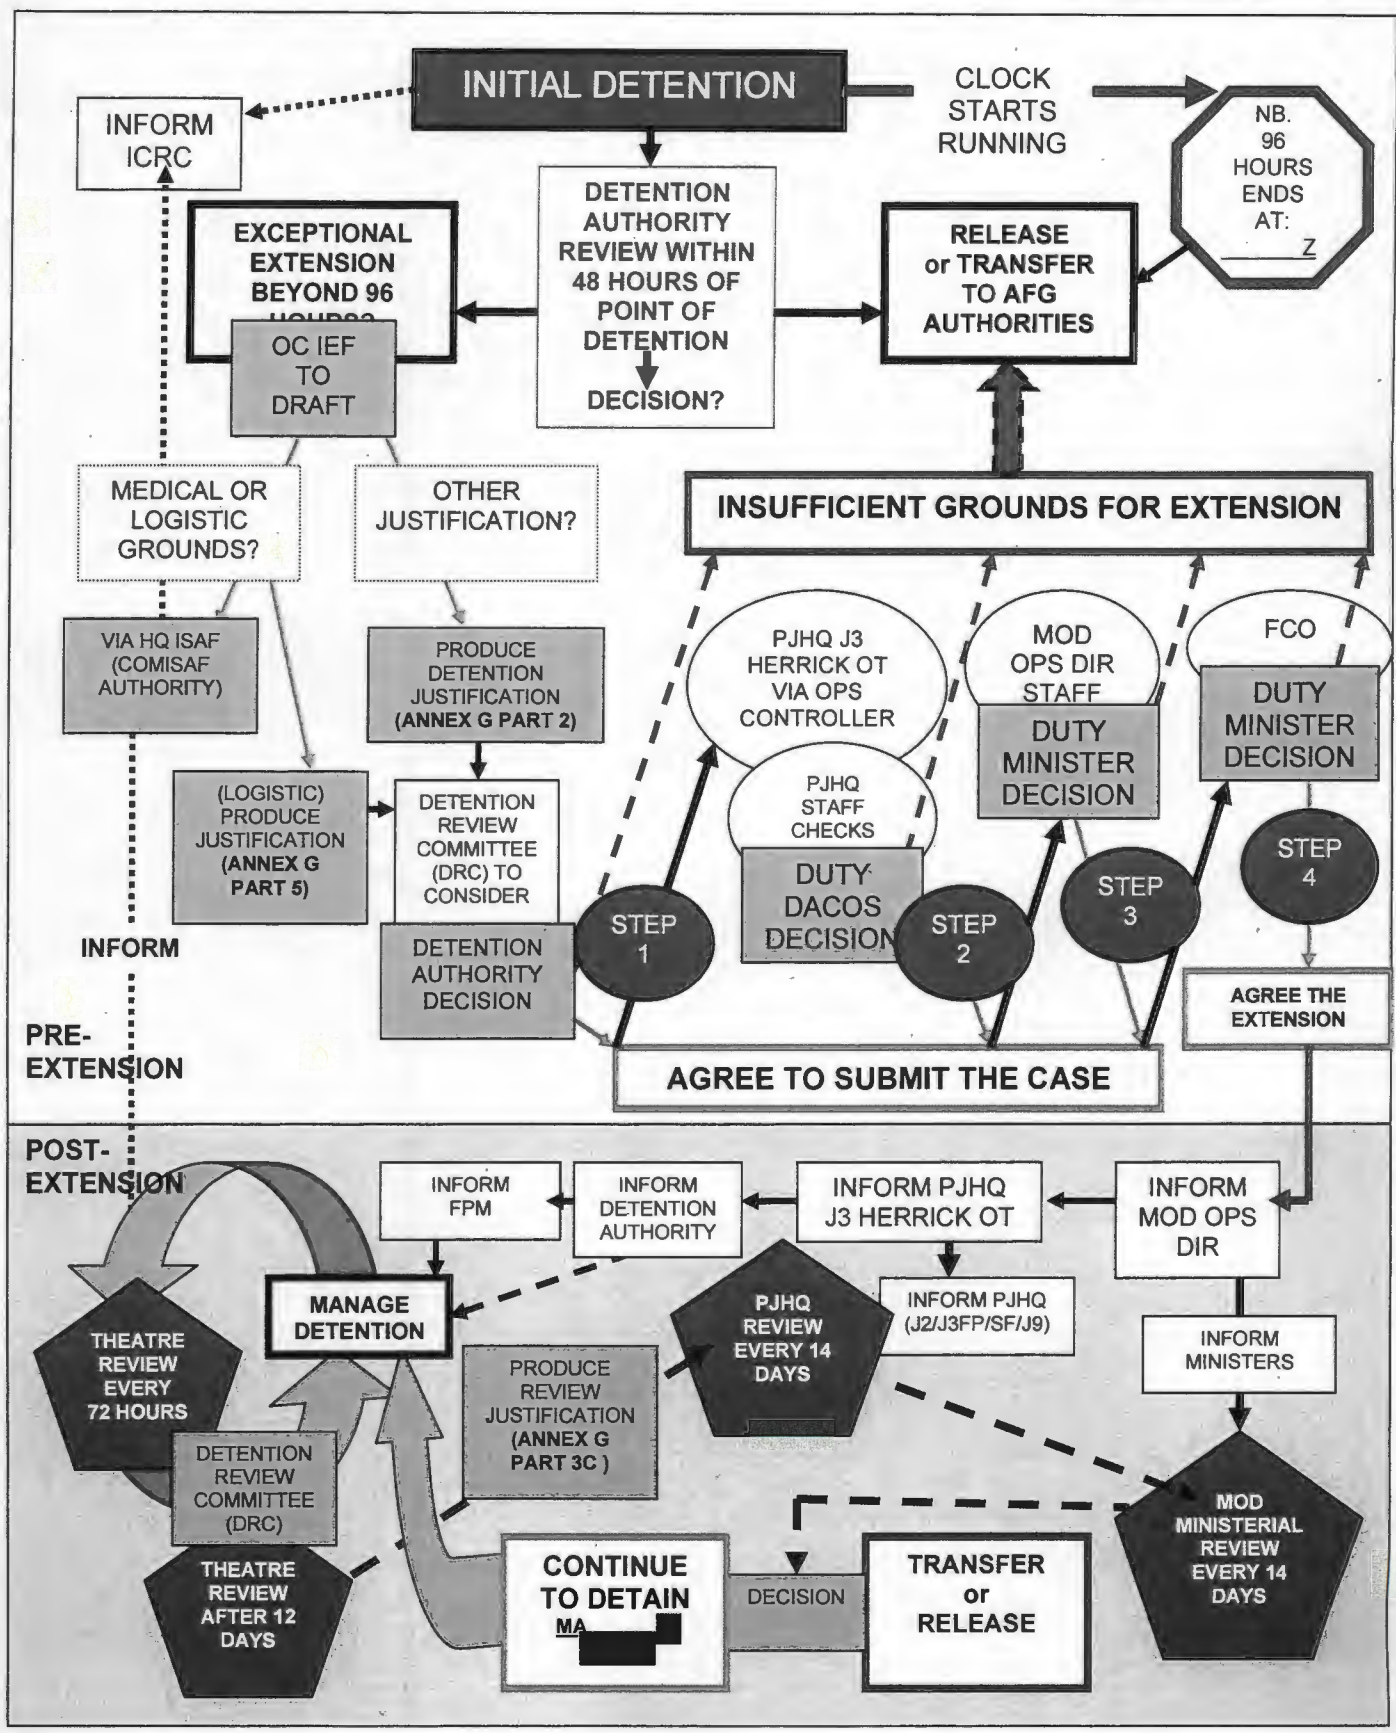 INITIAL DETENTION
CLOCK
STARTS
RUNNING
NB.
96
HOURS
ENDS
AT:
______Z
INFORM
ICRC
EXCEPTIONAL
EXTENSION
BEYOND 96
HOURS?
OC IEF
TO
DRAFT
DETENTION
AUTHORITY
REVIEW WITHIN
48 HOURS OF
POINT OF
DETENTION
DECISION?
RELEASE
or TRANSFER
TO AFG
AUTHORITIES
MEDICAL OR
LOGISTIC
GROUNDS?
OTHER
JUSTIFICATION?
INSUFFICIENT GROUNDS FOR EXTENSION
VIA HQ ISAF
(COMISAF
AUTHORITY)
PRODUCE
DETENTION
JUSTIFICATION
(ANNEX G PART 2)
PJHQ J3
HERRICK OT
VIA OPS
CONTROLLER
MOD
OPS DIR
STAFF
FCO
DUTY
MINISTER
DECISION
DUTY
MINISTER
DECISION
(LOGISTIC)
PRODUCE
JUSTIFICATION
(ANNEX G
PART 5)
DETENTION
REVIEW
COMMITTEE
(DRC) TO
CONSIDER
PJHQ
STAFF
CHECKS
DUTY
DACOS
DECISION
STEP
1
STEP
2
STEP
3
STEP
4
INFORM
DETENTION
AUTHORITY
DECISION
AGREE THE
EXTENSION
PRE-
EXTENSION
AGREE TO SUBMIT THE CASE
POST-
EXTENSION
INFORM
FPM
INFORM
DETENTION
AUTHORITY
INFORM PJHQ
J3 HERRICK OT
INFORM
MOD OPS
DIR
MANAGE
DETENTION
PJHQ
REVIEW
EVERY 14
DAYS
INFORM PJHQ
(J2/J3FP/SF/J9)
INFORM
MINISTERS
THEATRE
REVIEW
EVERY
72 HOURS
PRODUCE
REVIEW
JUSTIFICATION
(ANNEX G
PART 3C )
DETENTION
REVIEW
COMMITTEE
(DRC)
MOD
MINISTERIAL
REVIEW
EVERY 14
DAYS
THEATRE
REVIEW
AFTER 12
DAYS
CONTINUE
TO DETAIN
MA
DECISION
TRANSFER
or
RELEASE